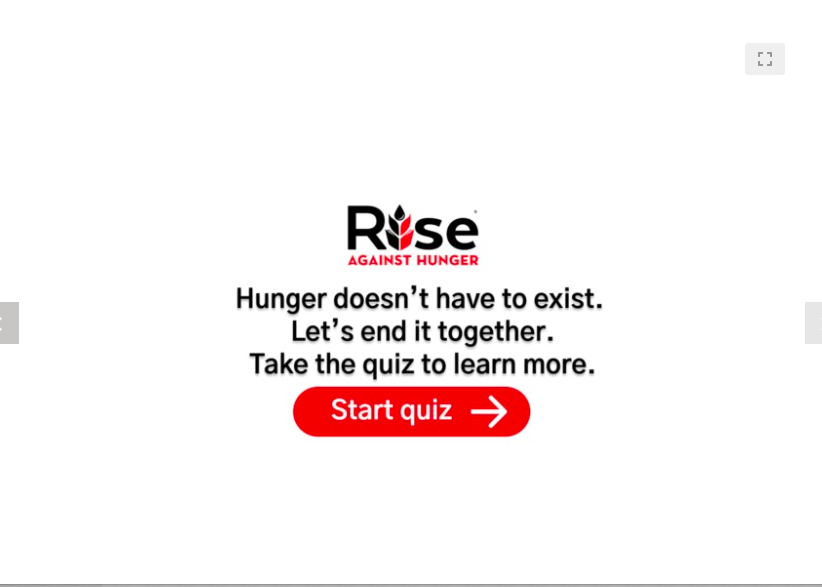 Rise
AGAINST HUNGER
Hunger doesn’t have to exist.
Let’s end it together.
Take the quiz to learn more.
Start quiz